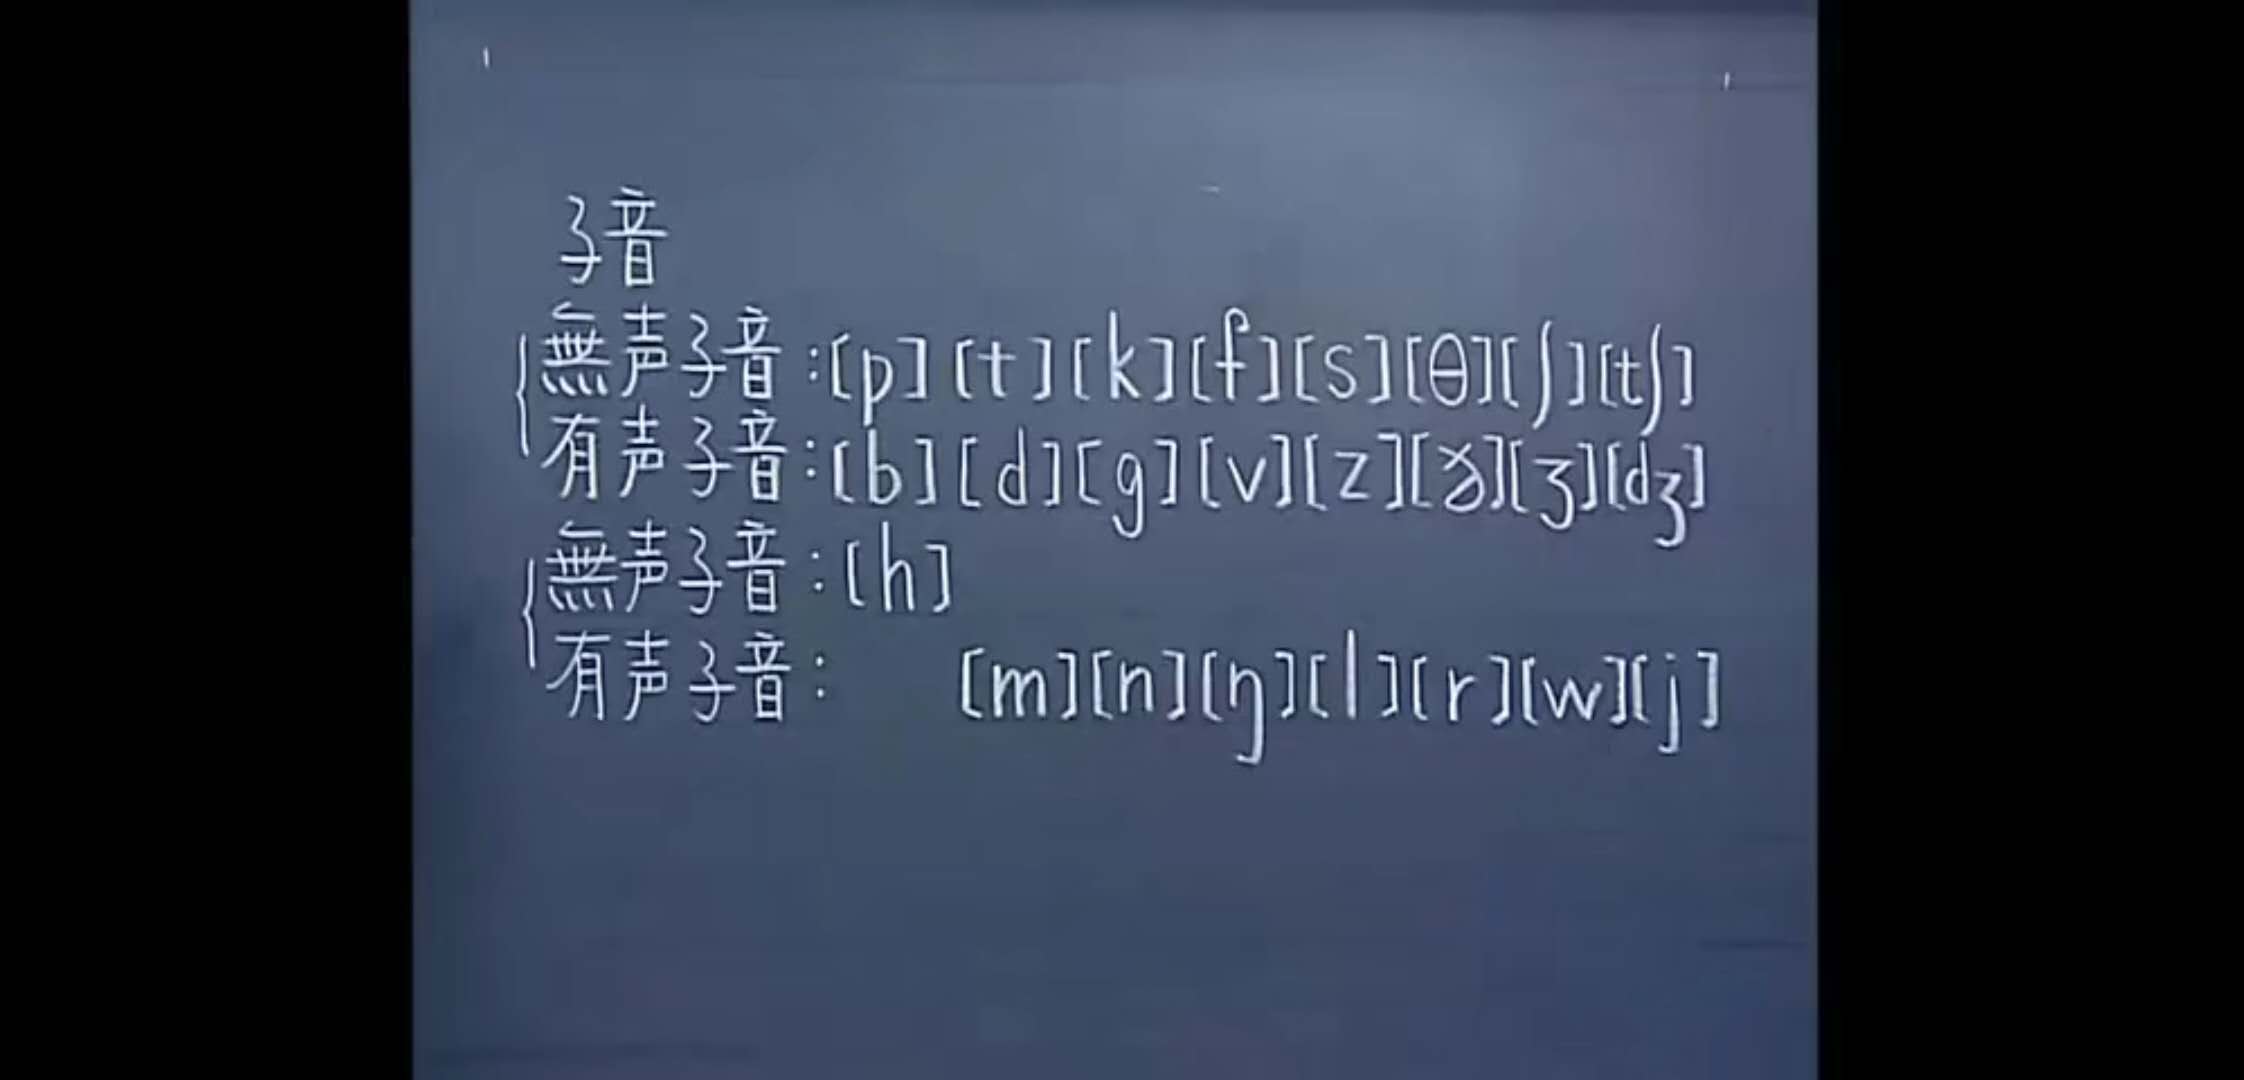 子音
無声子音:[p][t][k][f][s][θ][ʃ][tʃ]
有声子音:[b][d][g][v][z][ðˋ][ʒ][dʒ]
無声子音:[h]
有声子音: [m][n][ŋ][l][r][w][j]